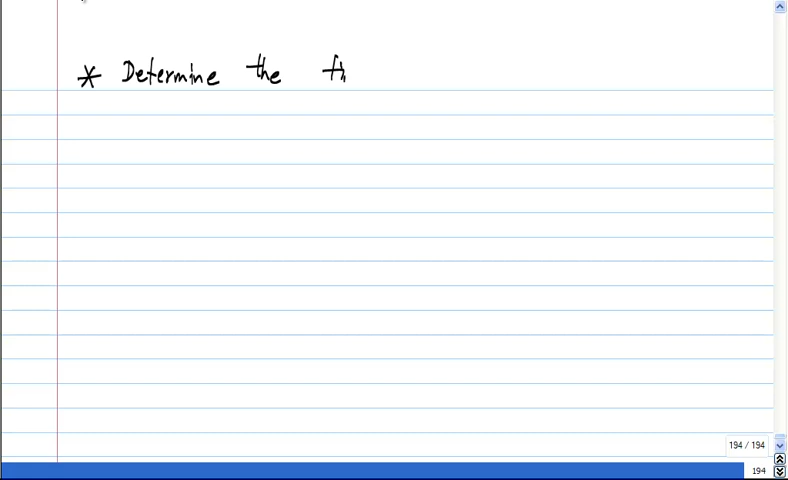 * Determine the
194 / 194
194